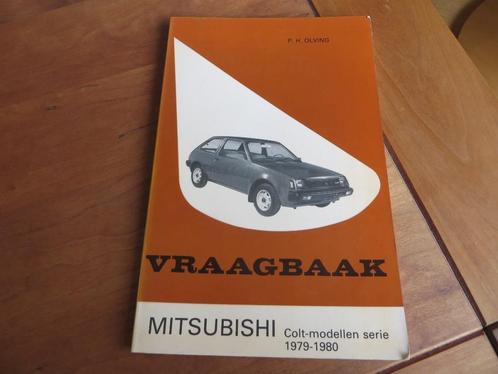 P. H. OLVING
VRAAGBAAK
MITSUBISHI Colt-modellen serie
1979-1980